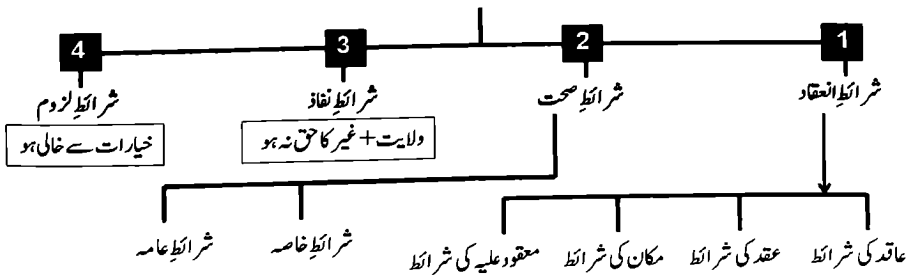 1
2
3
4
شرائطِ انعقاد
شرائطِ صحت
شرائطِ نفاذ
شرائطِ لزوم
ولایت + غیر کا حق نہ ہو
خیارات سے خالی ہو
عاقد کی شرائط
عقد کی شرائط
مکان کی شرائط
معقود علیہ کی شرائط
شرائطِ خاصہ
شرائطِ عامہ